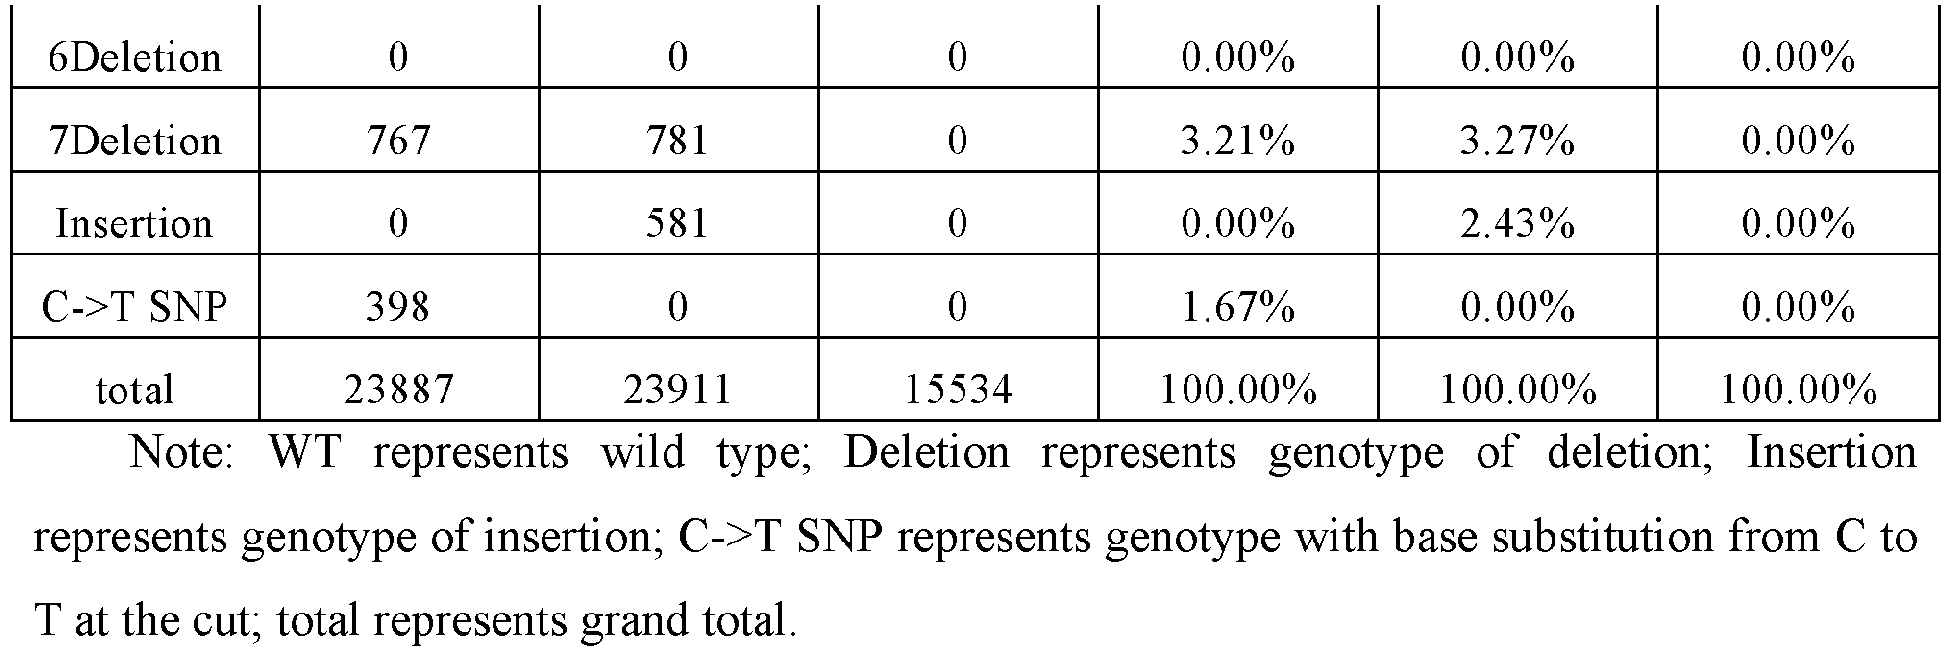 6Deletion 0 0 0 0.00% 0.00% 0.00%
7Deletion 767 781 0 3.21% 3.27% 0.00%
Insertion 0 581 0 0.00% 2.43% 0.00%
C->T SNP 398 0 0 1.67% 0.00% 0.00%
total 23887 23911 15534 100.00% 100.00% 100.00%
Note: WT represents wild type; Deletion represents genotype of deletion; Insertion
represents genotype of insertion; C->T SNP represents genotype with base substitution from C to
T at the cut; total represents grand total.